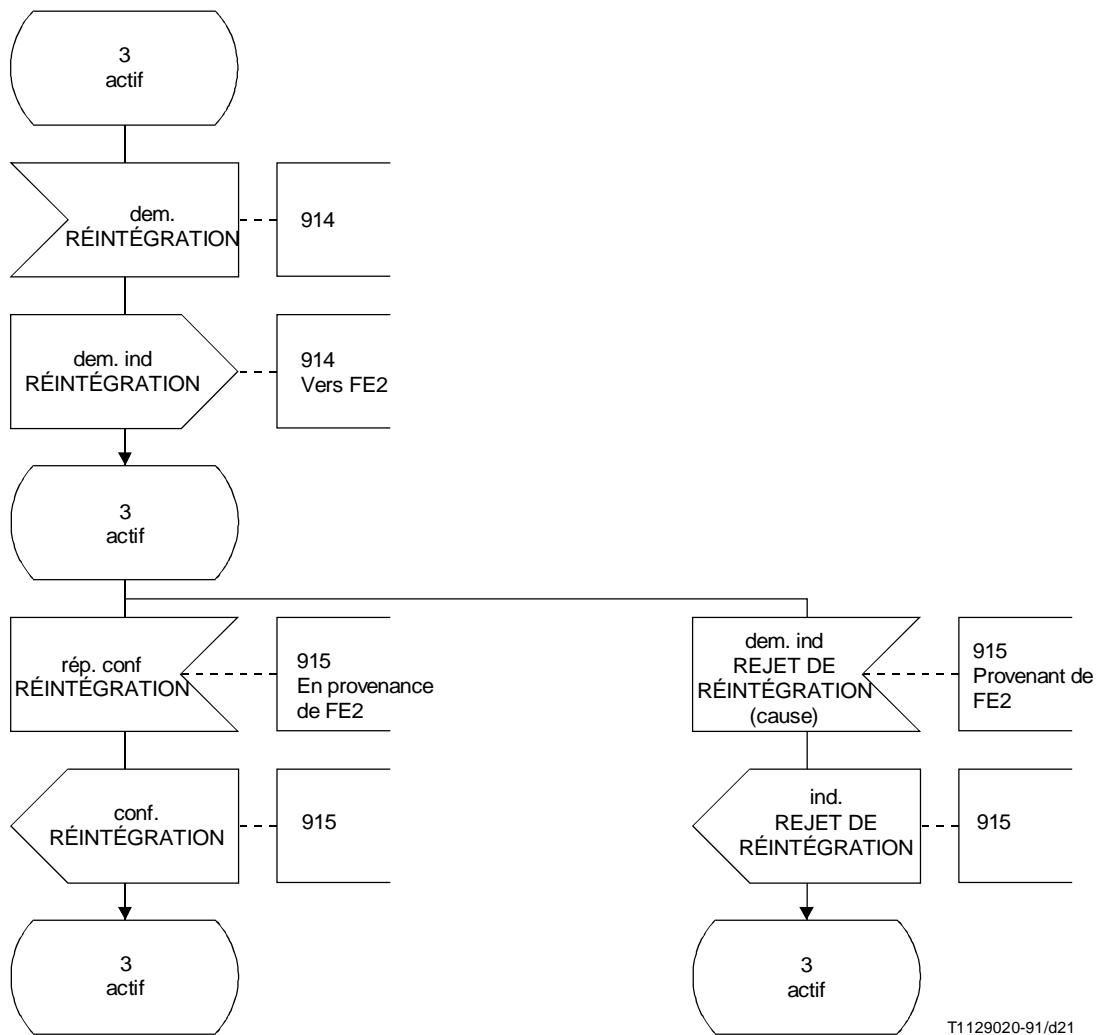 3
actif
dem.
RÉINTÉGRATION
914
dem. ind
RÉINTÉGRATION
914
Vers FE2
3
actif
rép. conf
RÉINTÉGRATION
915
En provenance
de FE2
dem. ind
REJET DE
RÉINTÉGRATION
(cause)
915
Provenant de
FE2
conf.
RÉINTÉGRATION
915
ind.
REJET DE
RÉINTÉGRATION
915
3
actif
3
actif
T1129020-91/d21